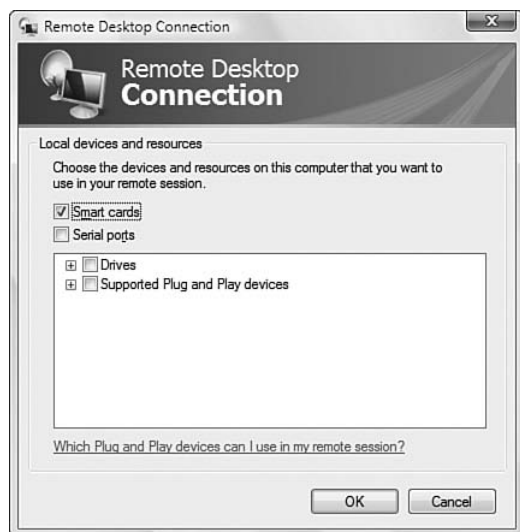 Remote Desktop Connection
Remote Desktop
Connection
Local devices and resources
Choose the devices and resources on this computer that you want to
use in your remote session.
Smart cards
Serial ports
Drives
Supported Plug and Play devices
Which Plug and Play devices can I use in my remote session?
OK Cancel